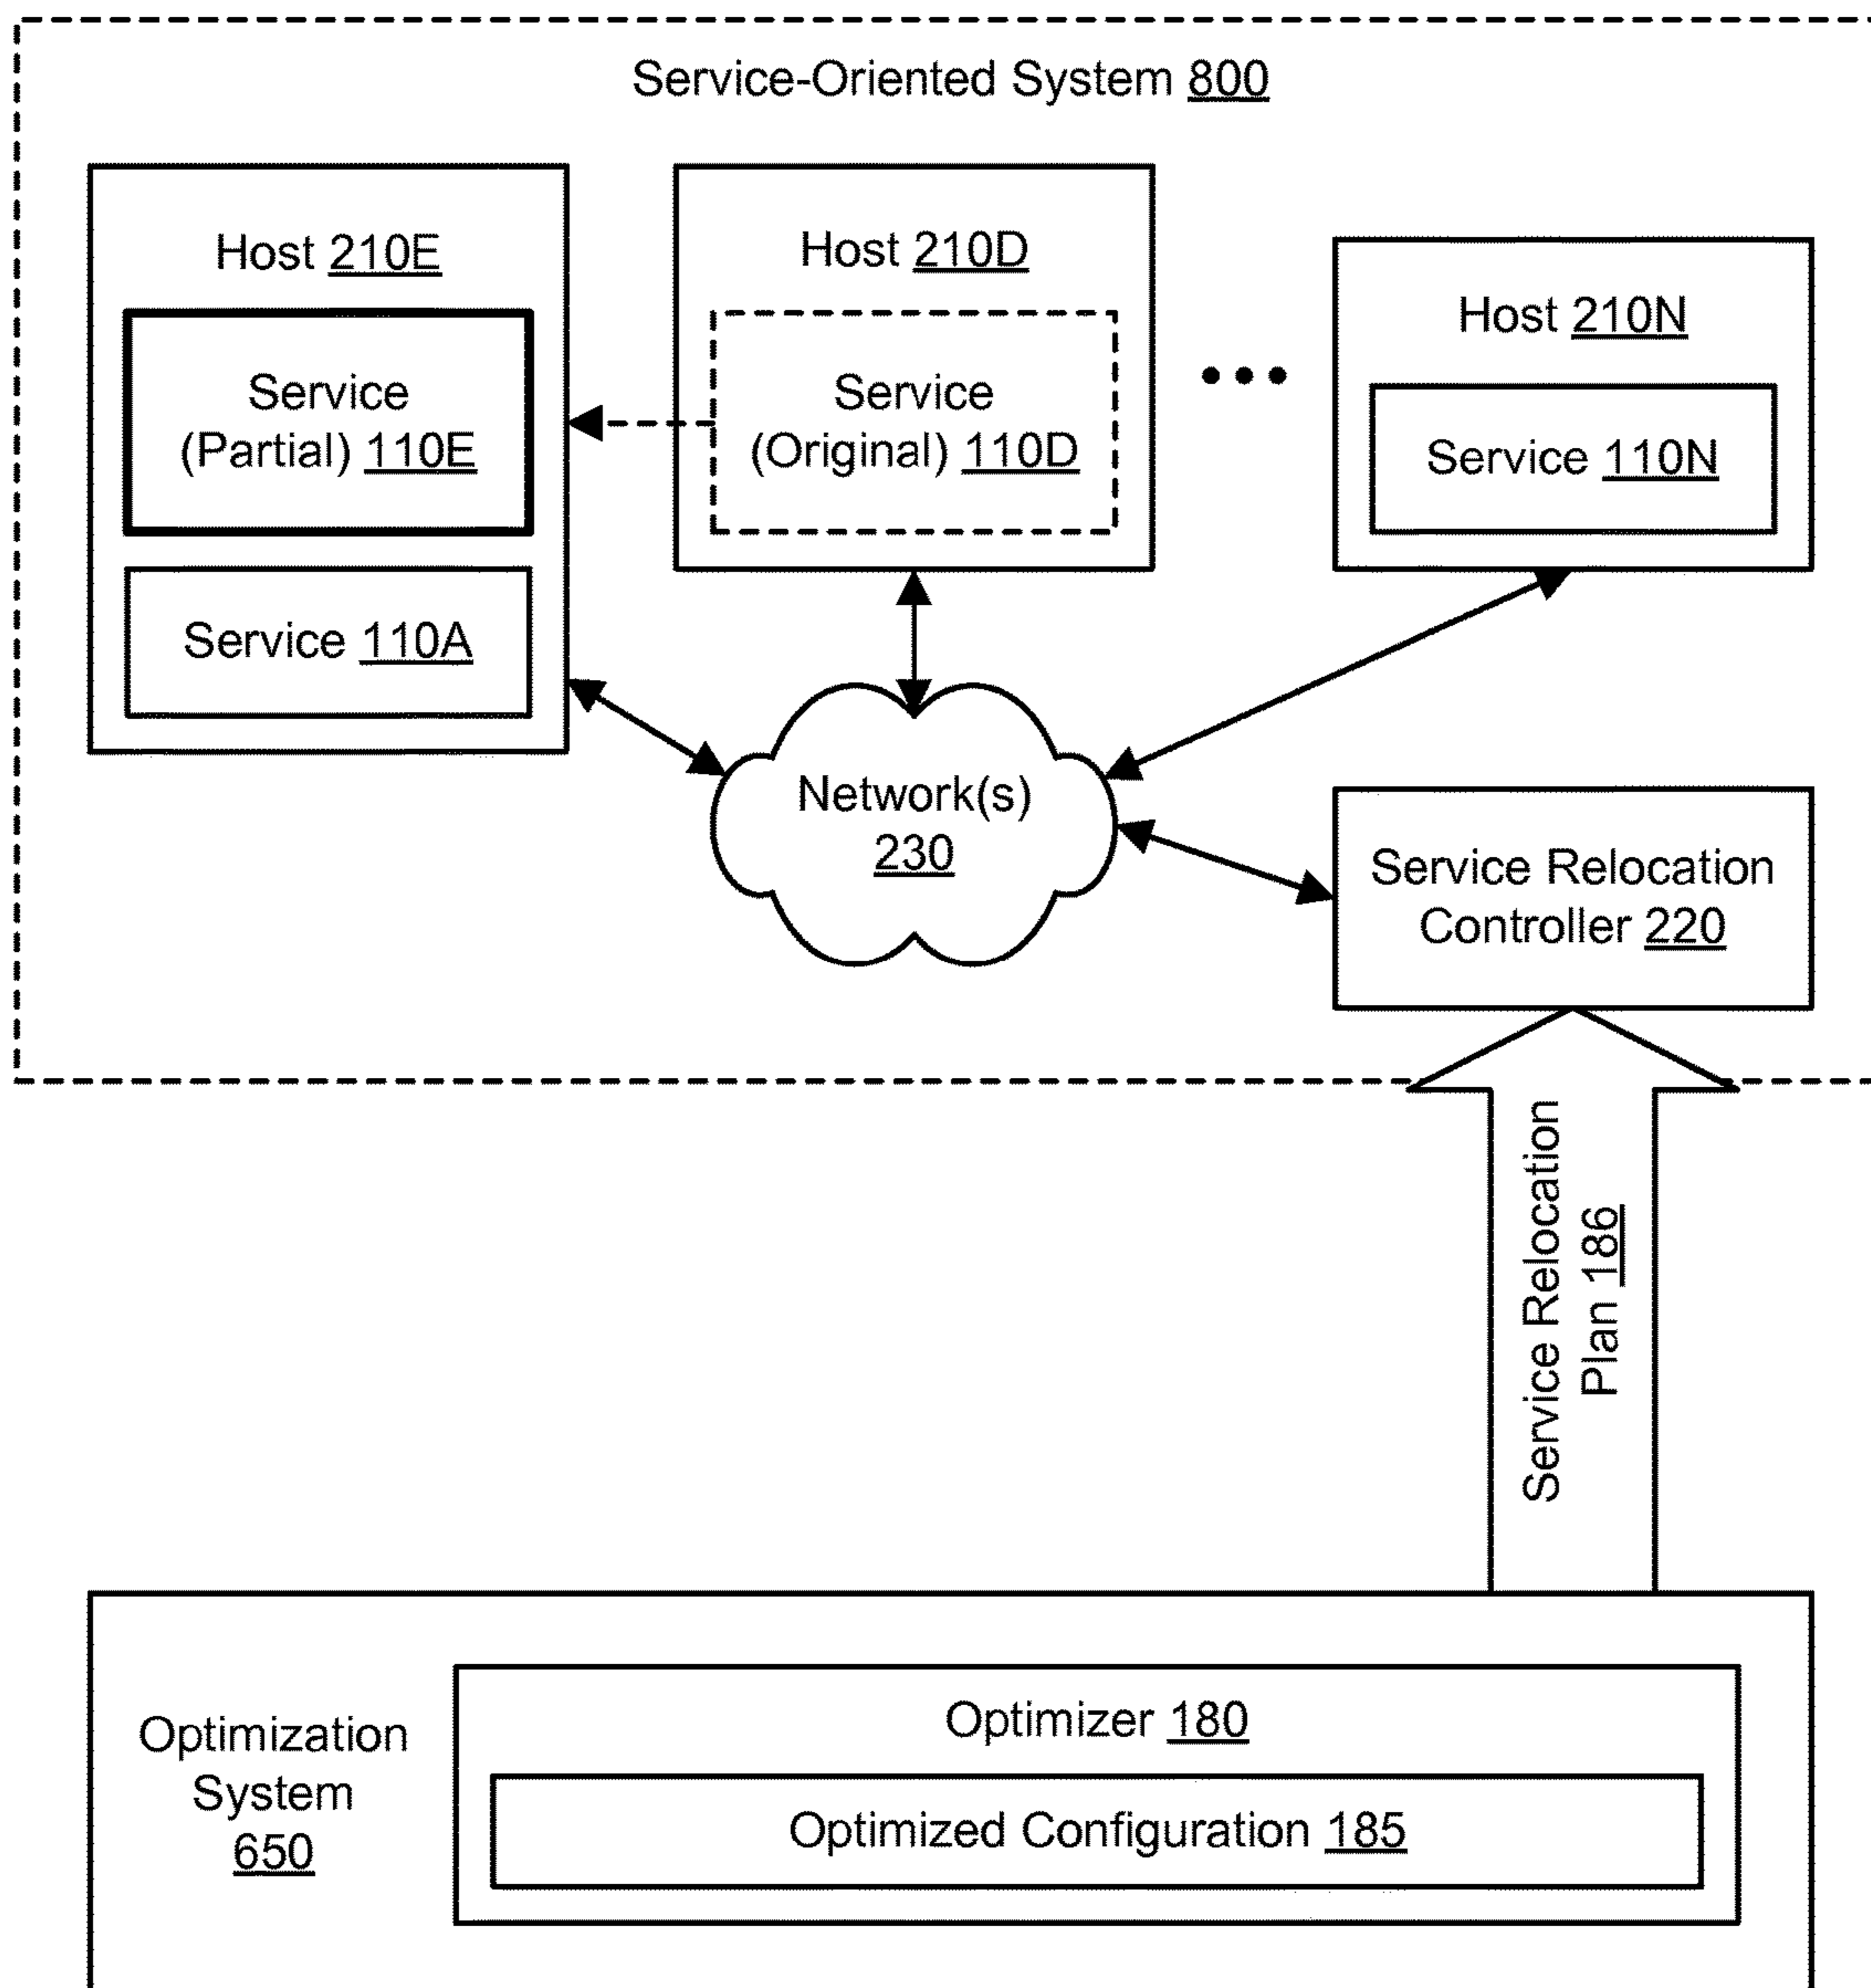 Service-Oriented System 800
Host 210E
Service
(Partial) 110E
Service 110A
Host 210D
Service
(Original) 110D
Host 210N
Service 110N
Network(s)
230
Service Relocation
Controller 220
Service Relocation
Plan 186
Optimization
System
650
Optimizer 180
Optimized Configuration 185